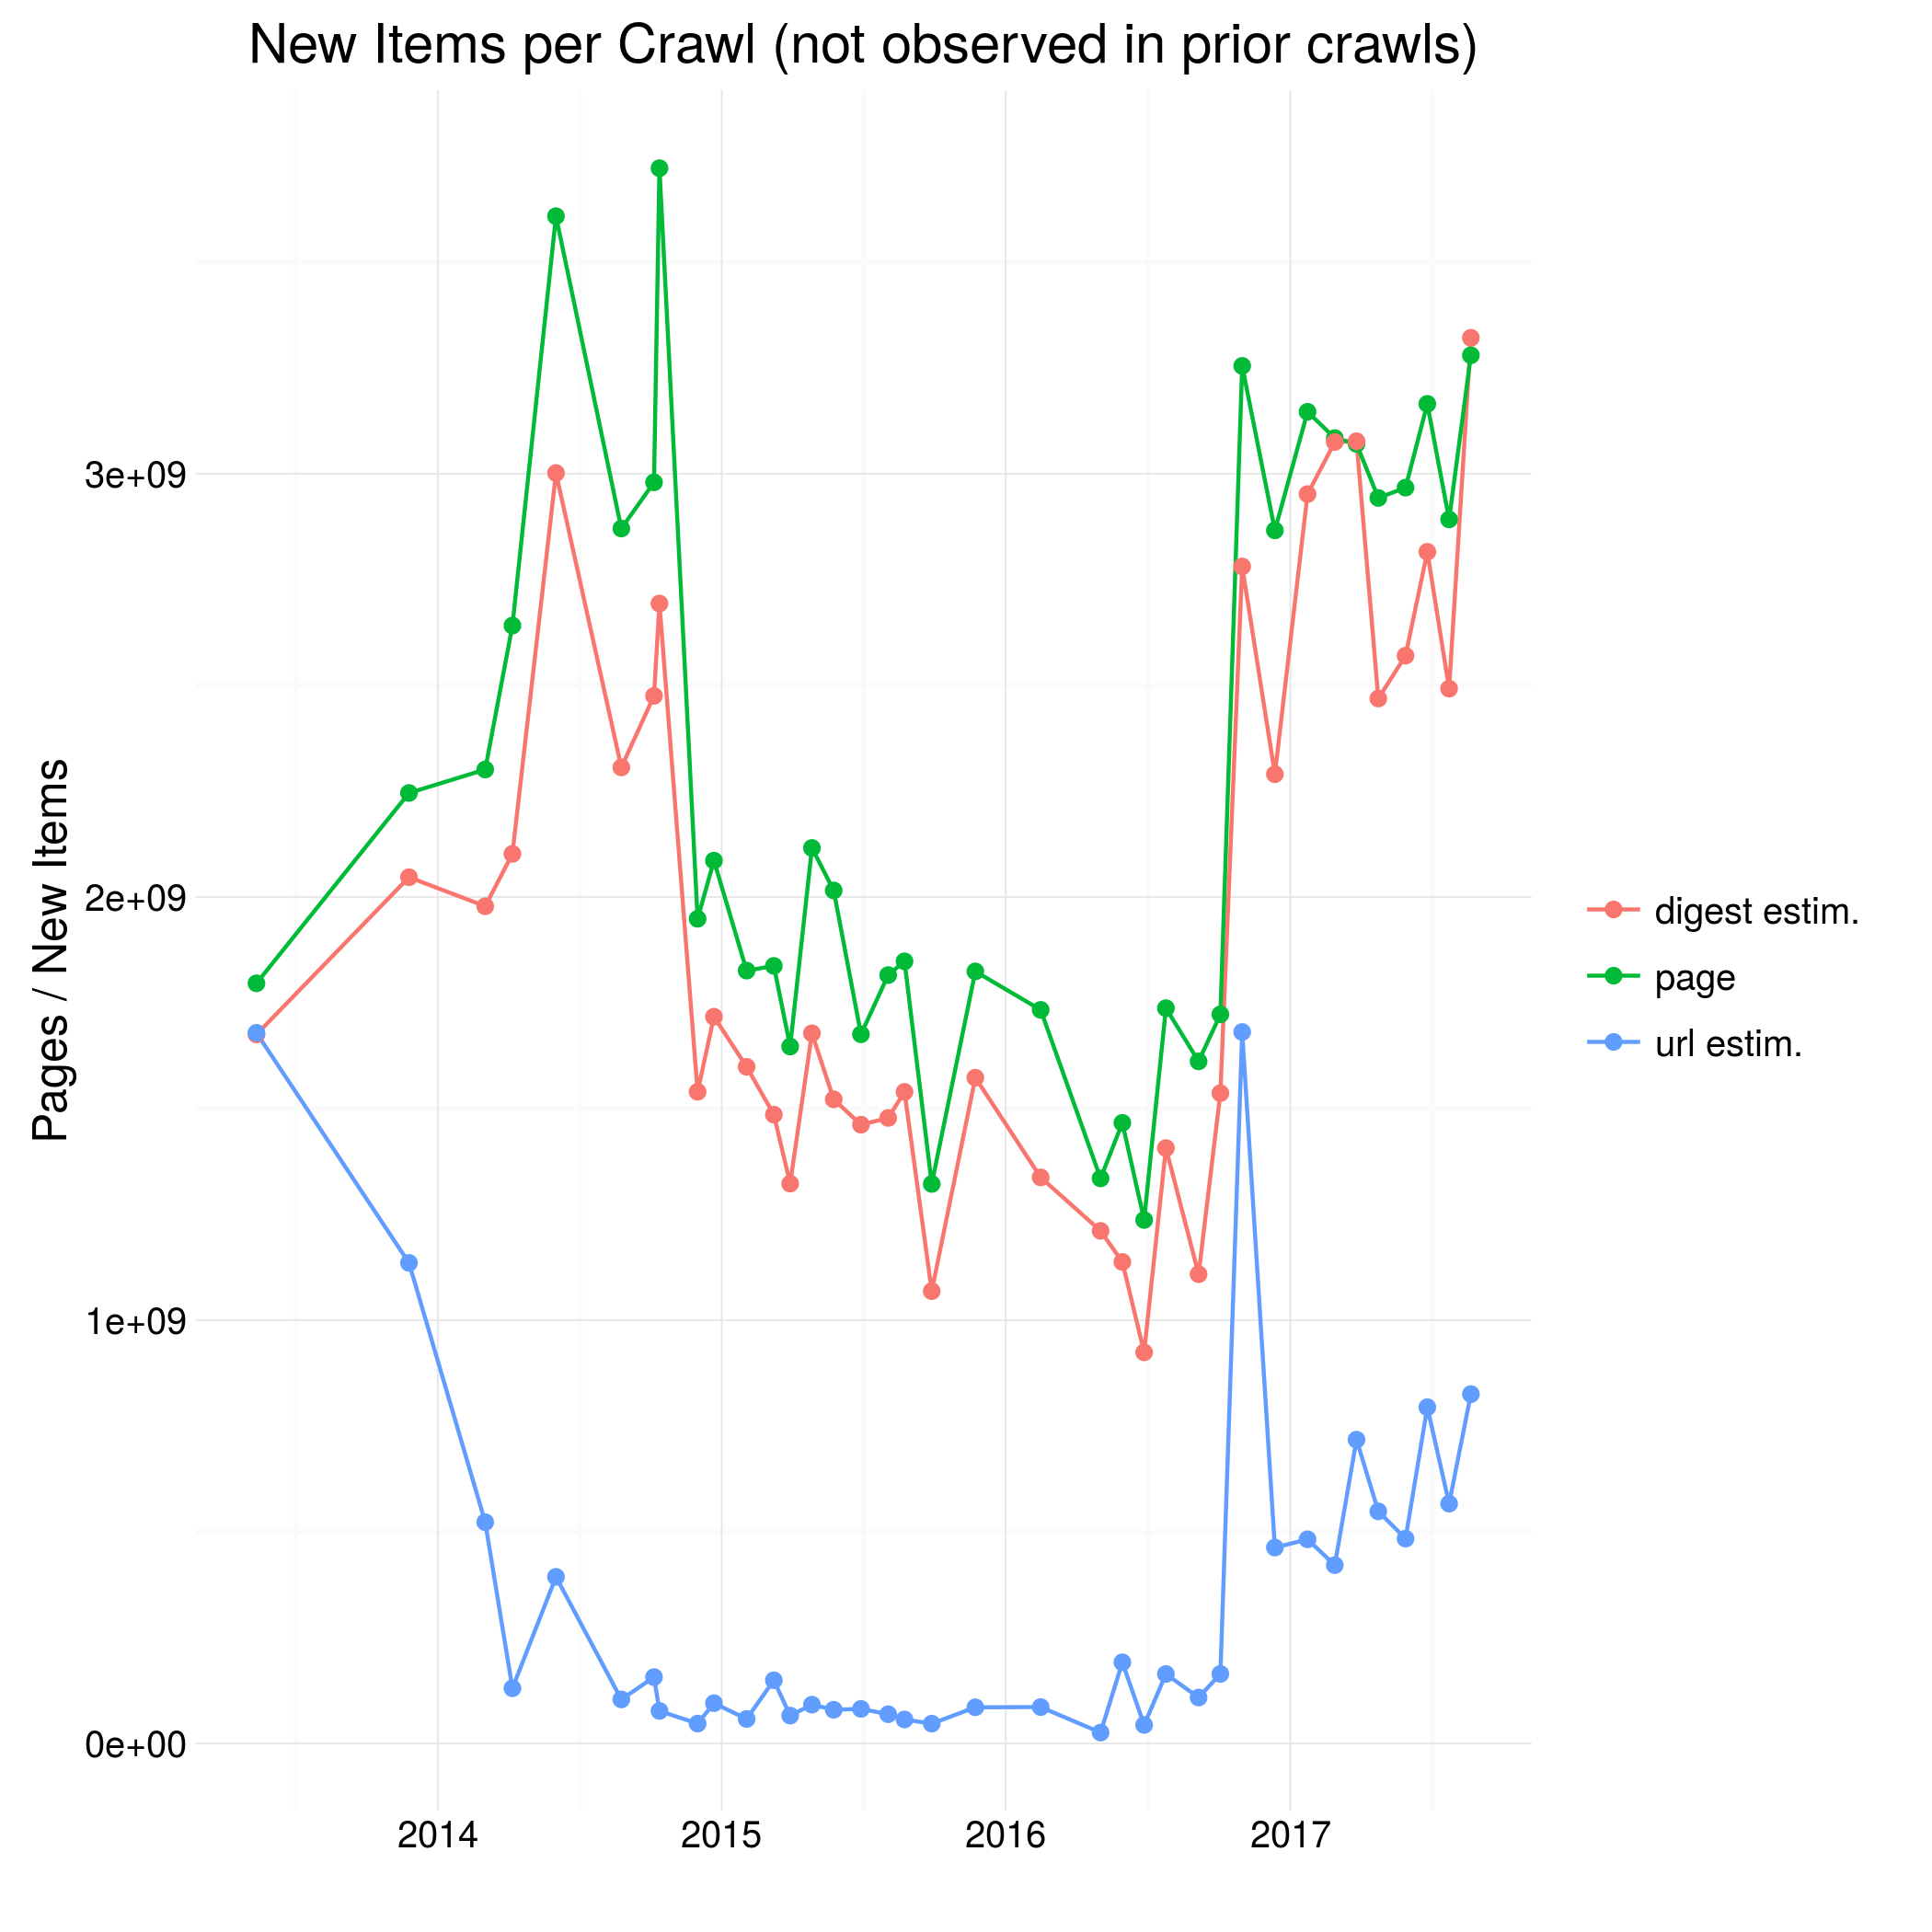 New Items per Crawl (not observed in prior crawls)
Pages / New Items
3e+09
2e+09
1e+09
0e+00
2014
2015
2016
2017
digest estim.
page
url estim.